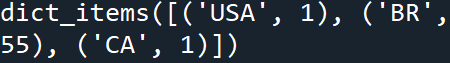 dict_items([('USA', 1), ('BR',
55), ('CA', 1)])